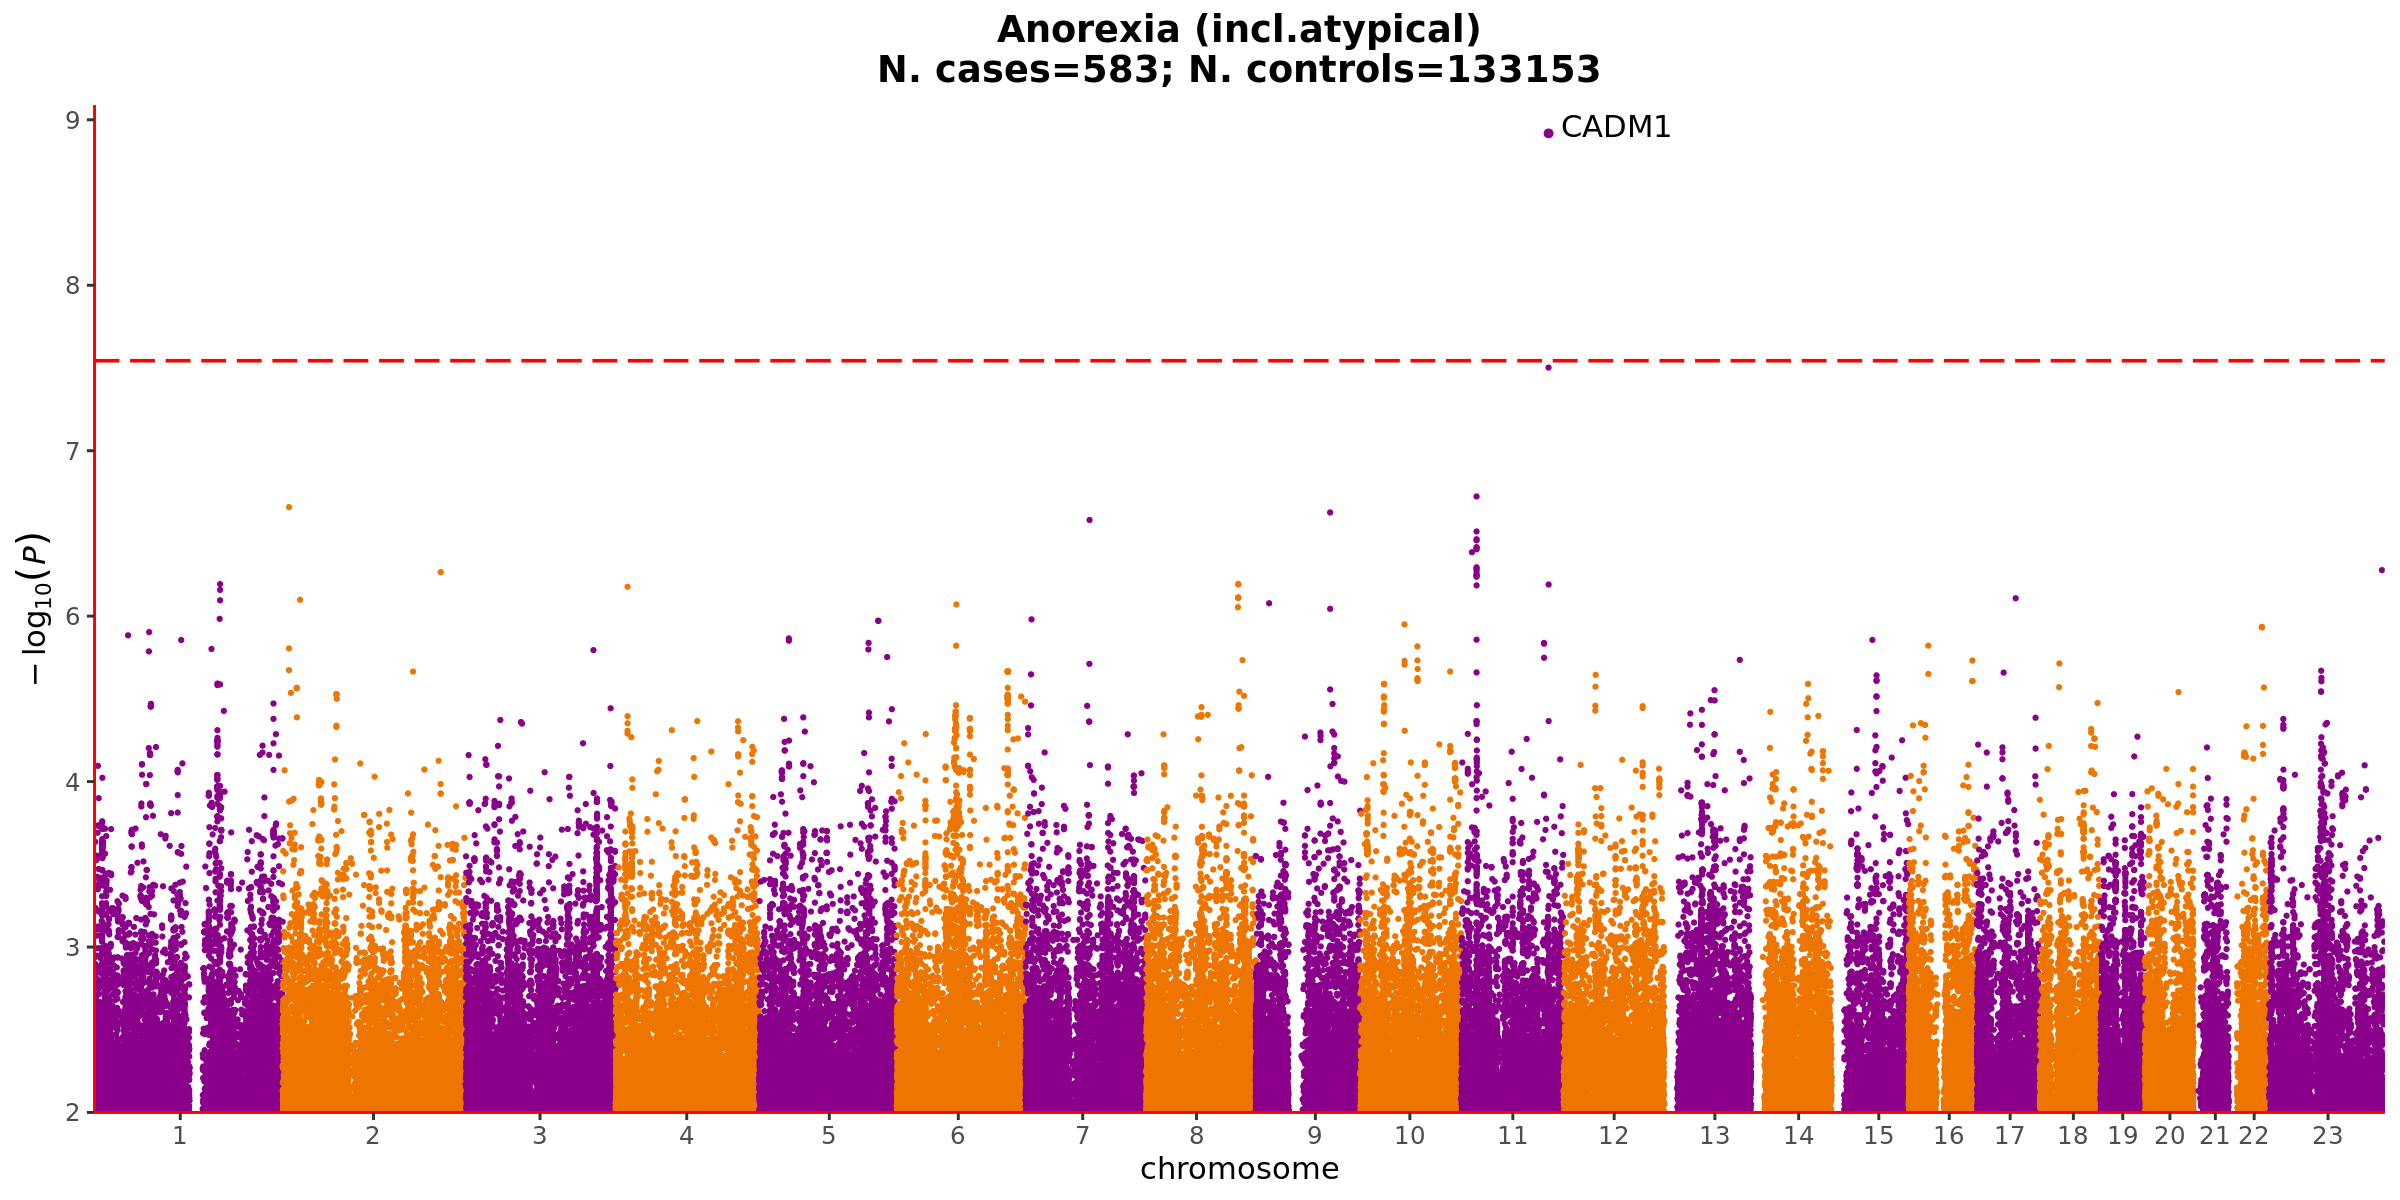 Anorexia (incl.atypical)
N. cases=583; N. controls=133153
CADM1
9
8
7
6
5
4
3
2
−log₁₀(P)
1 2 3 4 5 6 7 8 9 10 11 12 13 14 15 16 17 18 19 20 21 22 23
chromosome